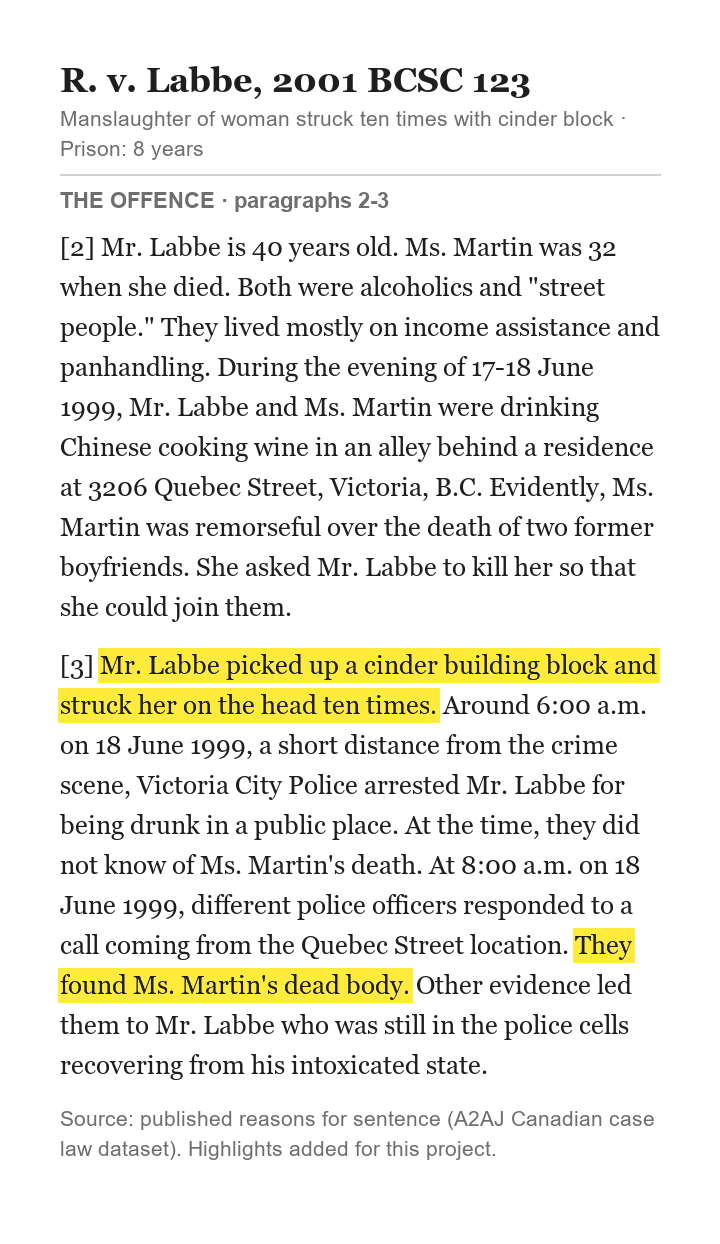 R. v. Labbe, 2001 BCSC 123
Manslaughter of woman struck ten times with cinder block ·
Prison: 8 years
THE OFFENCE · paragraphs 2-3
[2] Mr. Labbe is 40 years old. Ms. Martin was 32
when she died. Both were alcoholics and "street
people." They lived mostly on income assistance and
panhandling. During the evening of 17-18 June
1999, Mr. Labbe and Ms. Martin were drinking
Chinese cooking wine in an alley behind a residence
at 3206 Quebec Street, Victoria, B.C. Evidently, Ms.
Martin was remorseful over the death of two former
boyfriends. She asked Mr. Labbe to kill her so that
she could join them.
[3] Mr. Labbe picked up a cinder building block and
struck her on the head ten times. Around 6:00 a.m.
on 18 June 1999, a short distance from the crime
scene, Victoria City Police arrested Mr. Labbe for
being drunk in a public place. At the time, they did
not know of Ms. Martin's death. At 8:00 a.m. on 18
June 1999, different police officers responded to a
call coming from the Quebec Street location. They
found Ms. Martin's dead body. Other evidence led
them to Mr. Labbe who was still in the police cells
recovering from his intoxicated state.
Source: published reasons for sentence (A2AJ Canadian case
law dataset). Highlights added for this project.